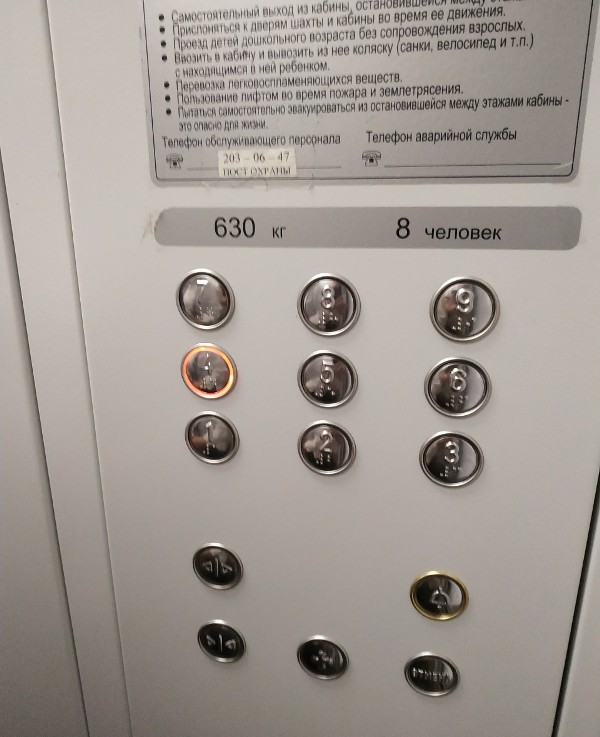 • Самостоятельный выход из кабины, остановившейся между этажами
• Прислоняться к дверям шахты и кабины во время ее движения.
• Проезд детей дошкольного возраста без сопровождения взрослых.
• Ввозить в кабину и вывозить из нее коляску (санки, велосипед и т.п.)
с находящимся в ней ребенком.
• Перевозка легковоспламеняющихся веществ.
• Пользование лифтом во время пожара и землетрясения.
• Пытаться самостоятельно эвакуироваться из остановившейся между этажами кабины -
это опасно для жизни.
Телефон обслуживающего персонала Телефон аварийной службы
203 – 06 – 47
ПОСТ ОХРАНЫ
630 кг 8 человек
7 8 9
4 5 6
1 2 3
ОТМЕНА